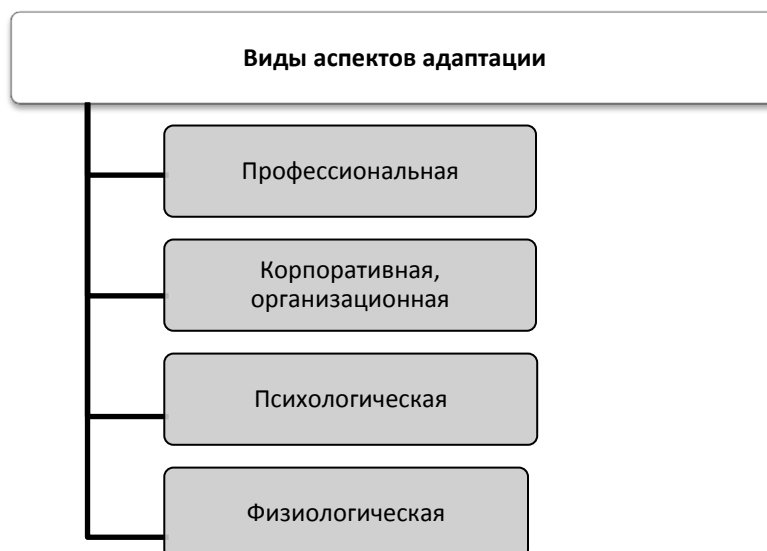 Виды аспектов адаптации
Профессиональная
Корпоративная,
организационная
Психологическая
Физиологическая